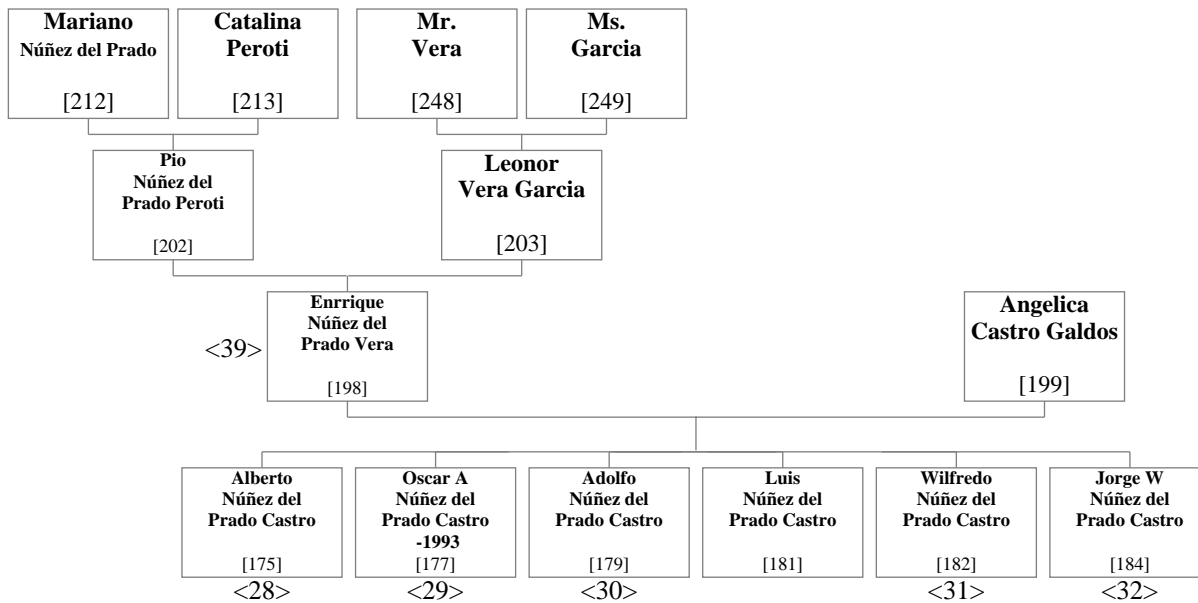 Mariano
Núñez del Prado
[212]
Catalina
Peroti
[213]
Mr.
Vera
[248]
Ms.
Garcia
[249]
Pio
Núñez del
Prado Peroti
[202]
Leonor
Vera Garcia
[203]
<39>
Enrrique
Núñez del
Prado Vera
[198]
Angelica
Castro Galdos
[199]
Alberto
Núñez del
Prado Castro
[175]
<28>
Oscar A
Núñez del
Prado Castro
-1993
[177]
<29>
Adolfo
Núñez del
Prado Castro
[179]
<30>
Luis
Núñez del
Prado Castro
[181]
Wilfredo
Núñez del
Prado Castro
[182]
<31>
Jorge W
Núñez del
Prado Castro
[184]
<32>